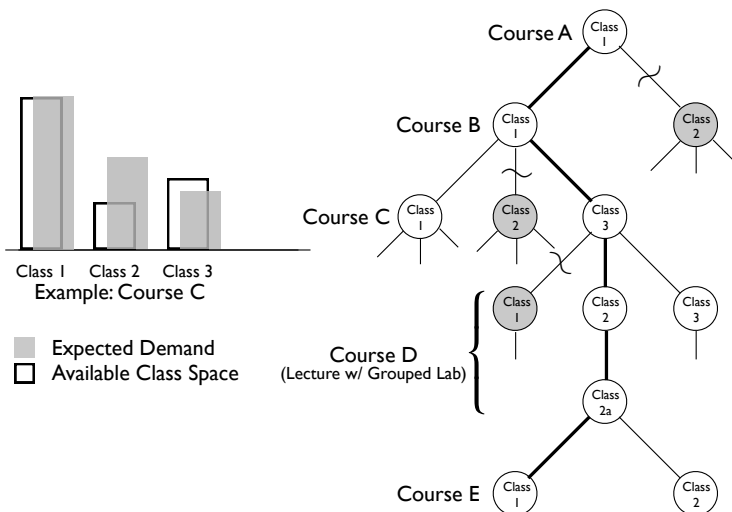 Class 1 Class 2 Class 3
Example: Course C
Expected Demand
Available Class Space
Course A
Class
1
Course B
Class
1
Class
2
Course C
Class
1
Class
2
Class
3
Course D
(Lecture w/ Grouped Lab)
Class
1
Class
2
Class
3
Class
2a
Course E
Class
1
Class
2